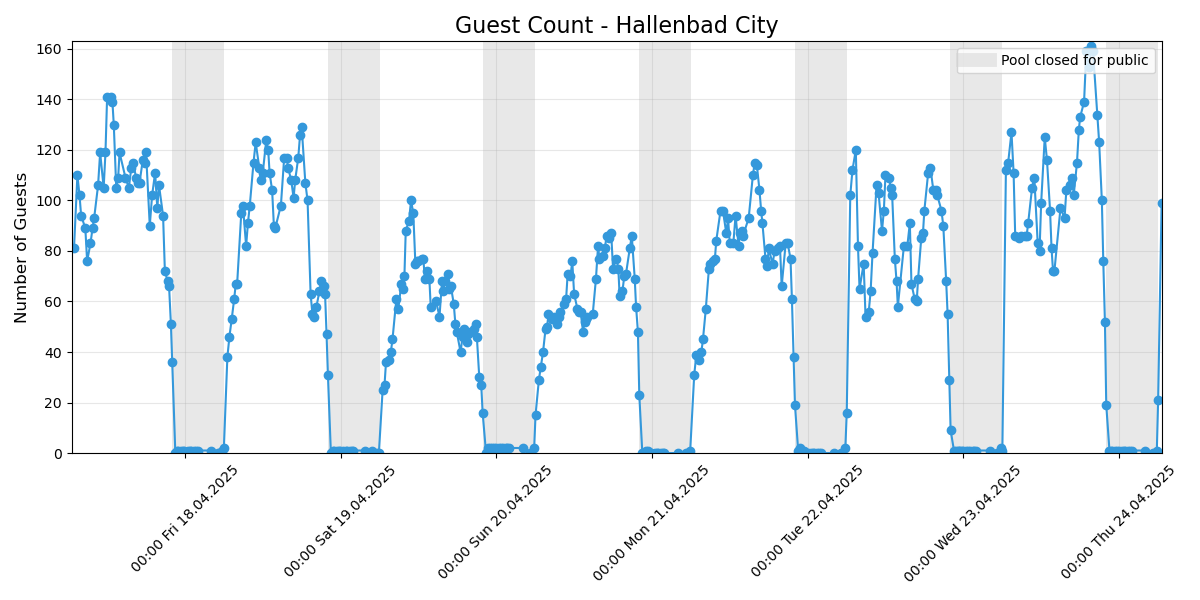 Guest Count - Hallenbad City
Pool closed for public
Number of Guests
160
140
120
100
80
60
40
20
0
00:00 Fri 18.04.2025
00:00 Sat 19.04.2025
00:00 Sun 20.04.2025
00:00 Mon 21.04.2025
00:00 Tue 22.04.2025
00:00 Wed 23.04.2025
00:00 Thu 24.04.2025